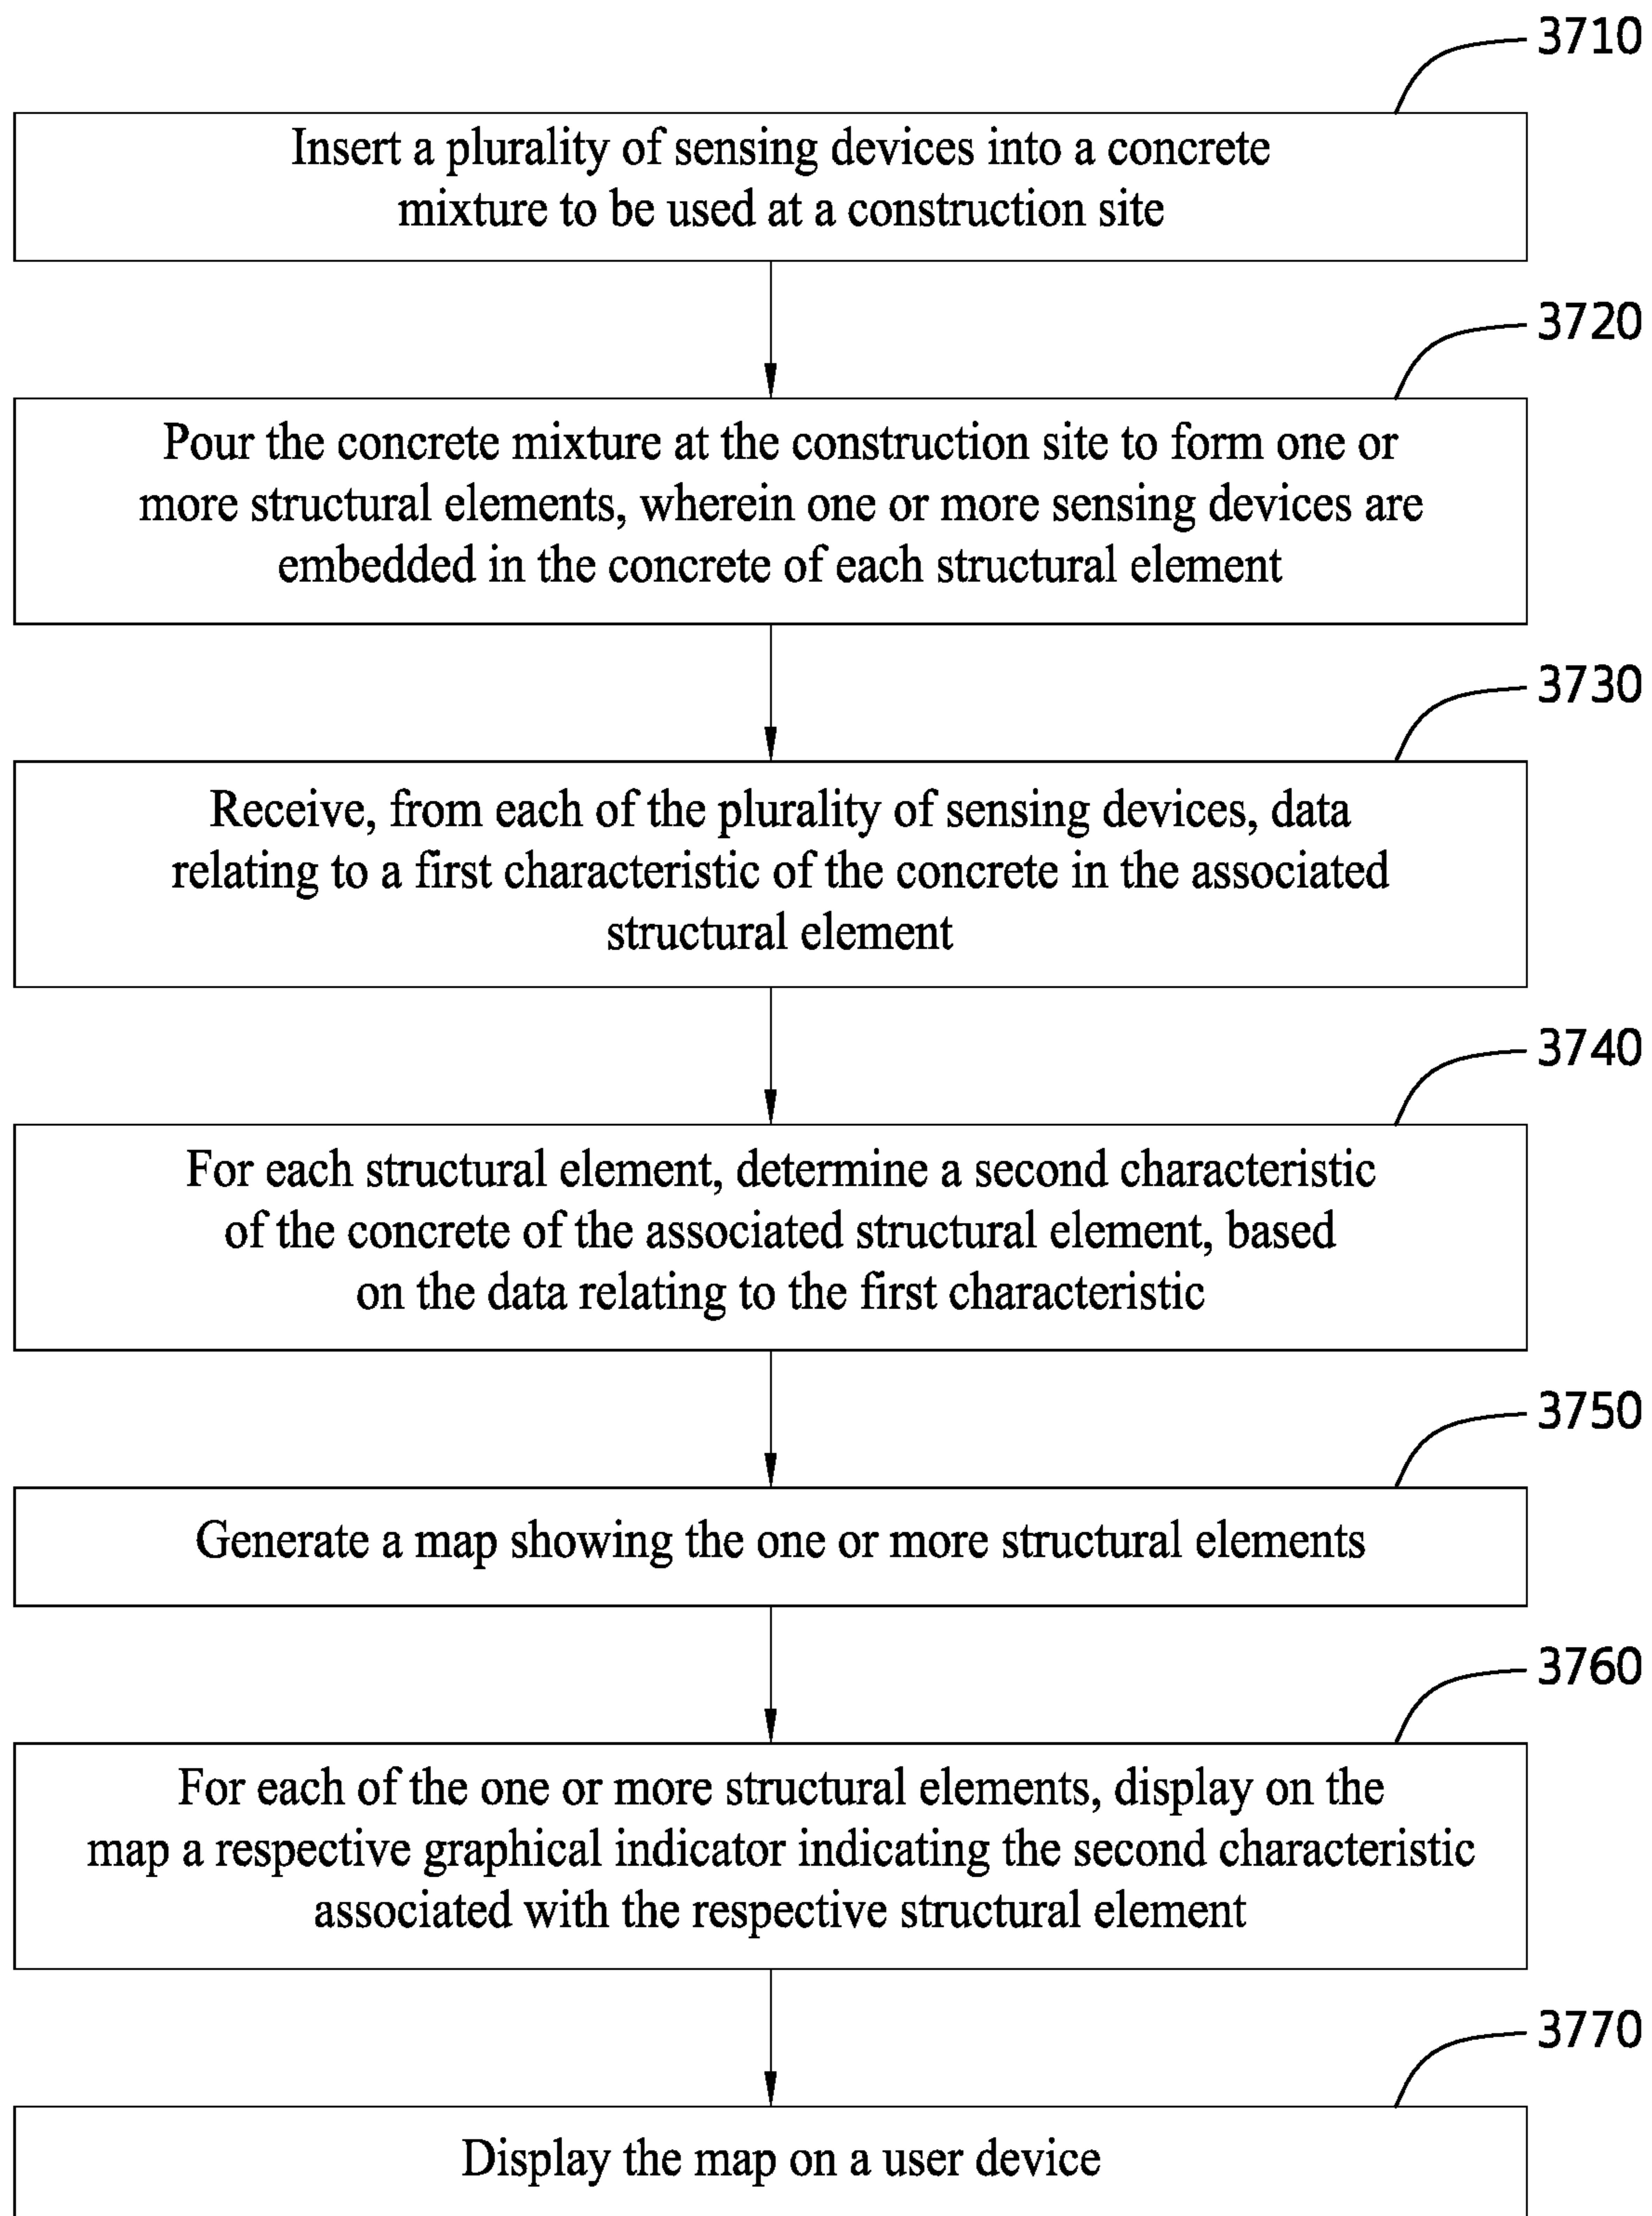 3710
Insert a plurality of sensing devices into a concrete
mixture to be used at a construction site
3720
Pour the concrete mixture at the construction site to form one or
more structural elements, wherein one or more sensing devices are
embedded in the concrete of each structural element
3730
Receive, from each of the plurality of sensing devices, data
relating to a first characteristic of the concrete in the associated
structural element
3740
For each structural element, determine a second characteristic
of the concrete of the associated structural element, based
on the data relating to the first characteristic
3750
Generate a map showing the one or more structural elements
3760
For each of the one or more structural elements, display on the
map a respective graphical indicator indicating the second characteristic
associated with the respective structural element
3770
Display the map on a user device